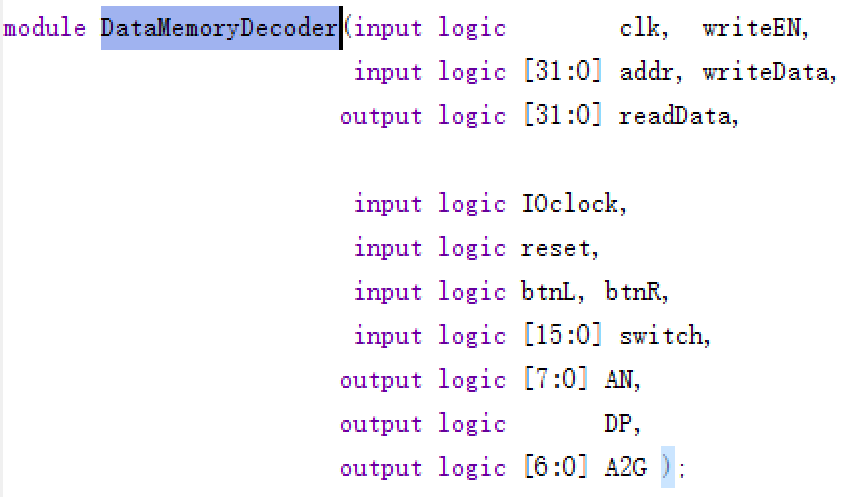 module DataMemoryDecoder(input logic clk, writeEN,
input logic [31:0] addr, writeData,
output logic [31:0] readData,
input logic IOclock,
input logic reset,
input logic btnL, btnR,
input logic [15:0] switch,
output logic [7:0] AN,
output logic DP,
output logic [6:0] A2G );